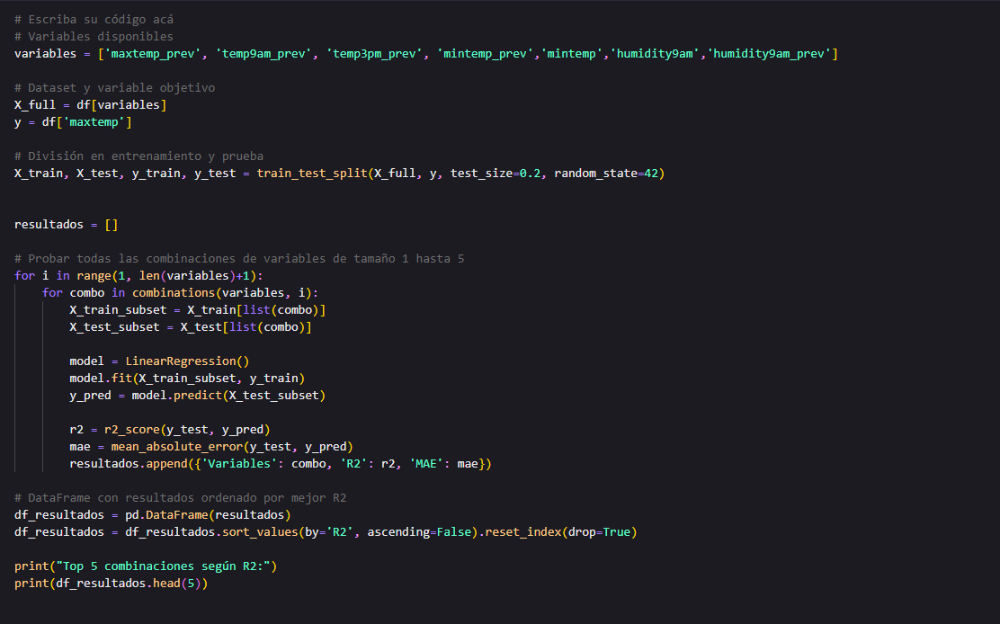 # Escriba su código acá
# Variables disponibles
variables = ['maxtemp_prev', 'temp9am_prev', 'temp3pm_prev', 'mintemp_prev','mintemp','humidity9am','humidity9am_prev']
# Dataset y variable objetivo
X_full = df[variables]
y = df['maxtemp']
# División en entrenamiento y prueba
X_train, X_test, y_train, y_test = train_test_split(X_full, y, test_size=0.2, random_state=42)
resultados = []
# Probar todas las combinaciones de variables de tamaño 1 hasta 5
for i in range(1, len(variables)+1):
    for combo in combinations(variables, i):
        X_train_subset = X_train[list(combo)]
        X_test_subset = X_test[list(combo)]
        model = LinearRegression()
        model.fit(X_train_subset, y_train)
        y_pred = model.predict(X_test_subset)
        r2 = r2_score(y_test, y_pred)
        mae = mean_absolute_error(y_test, y_pred)
        resultados.append({'Variables': combo, 'R2': r2, 'MAE': mae})
# DataFrame con resultados ordenado por mejor R2
df_resultados = pd.DataFrame(resultados)
df_resultados = df_resultados.sort_values(by='R2', ascending=False).reset_index(drop=True)
print("Top 5 combinaciones según R2:")
print(df_resultados.head(5))